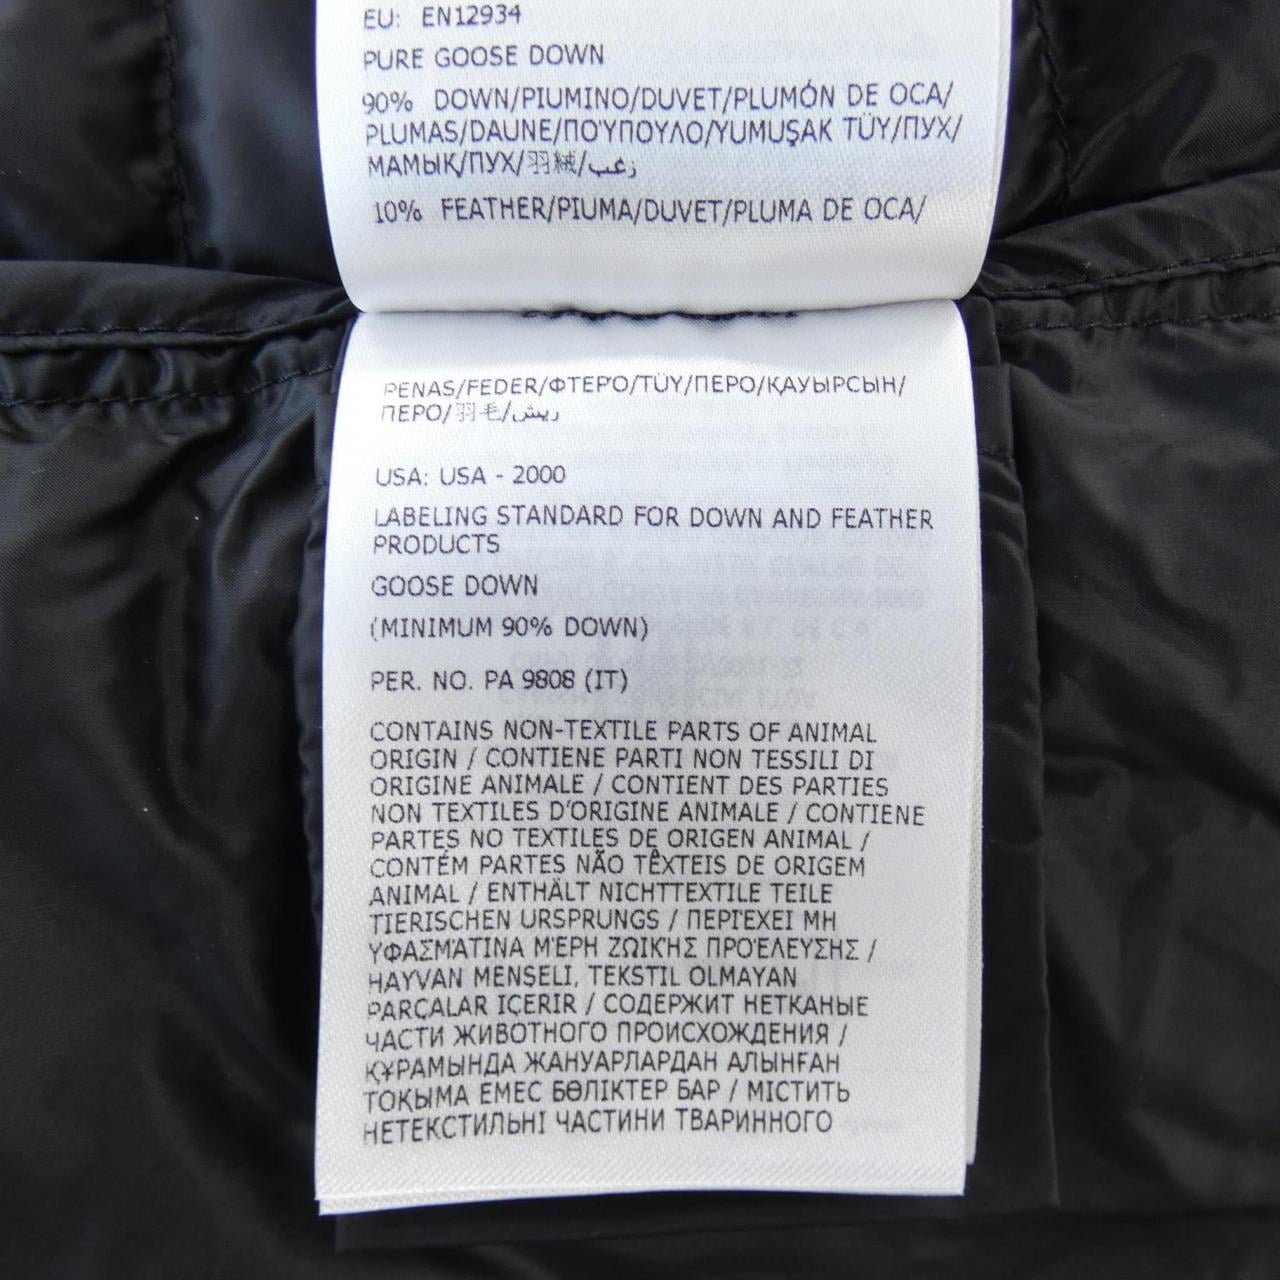 EU: EN12934
PURE GOOSE DOWN
90% DOWN/PIUMINO/DUVET/PLUMÓN DE OCA/
PLUMAS/DAUNE/ΠΟΎΠΟΥΛΟ/YUMUŞAK TÜY/ПУХ/
МАМЫҚ/ПУХ/羽絨/زغب
10% FEATHER/PIUMA/DUVET/PLUMA DE OCA/
PENAS/FEDER/ΦΤΕΡΌ/TÜY/ПЕРО/ҚАУЫРСЫН/
ПЕРО/羽毛/ريش
USA: USA - 2000
LABELING STANDARD FOR DOWN AND FEATHER
PRODUCTS
GOOSE DOWN
(MINIMUM 90% DOWN)
PER. NO. PA 9808 (IT)
CONTAINS NON-TEXTILE PARTS OF ANIMAL
ORIGIN / CONTIENE PARTI NON TESSILI DI
ORIGINE ANIMALE / CONTIENT DES PARTIES
NON TEXTILES D'ORIGINE ANIMALE / CONTIENE
PARTES NO TEXTILES DE ORIGEN ANIMAL /
CONTÉM PARTES NÃO TÊXTEIS DE ORIGEM
ANIMAL / ENTHÄLT NICHTTEXTILE TEILE
TIERISCHEN URSPRUNGS / ΠΕΡΙΈΧΕΙ ΜΗ
ΥΦΑΣΜΆΤΙΝΑ ΜΈΡΗ ΖΩΙΚΉΣ ΠΡΟΈΛΕΥΣΗΣ /
HAYVAN MENŞELİ, TEKSTIL OLMAYAN
PARÇALAR IÇERIR / СОДЕРЖИТ НЕТКАНЫЕ
ЧАСТИ ЖИВОТНОГО ПРОИСХОЖДЕНИЯ /
ҚҰРАМЫНДА ЖАНУАРЛАРДАН АЛЫНҒАН
ТОҚЫМА ЕМЕС БӨЛІКТЕР БАР / МІСТИТЬ
НЕТЕКСТИЛЬНІ ЧАСТИНИ ТВАРИННОГО